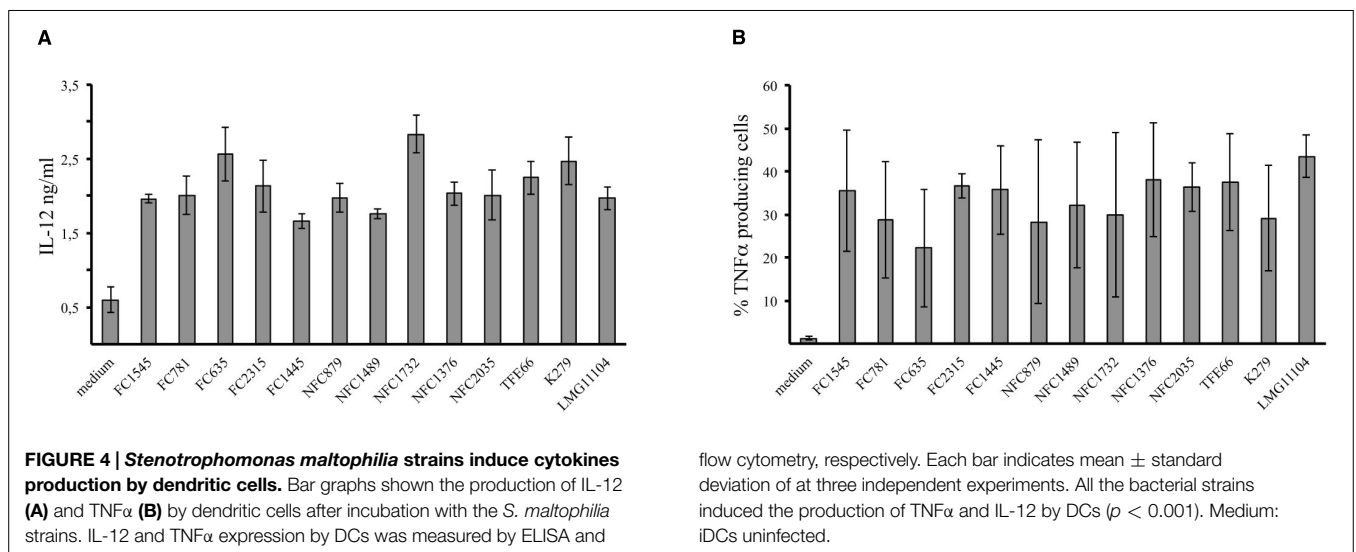 A
3,5
2,5
1,5
0,5
IL-12 ng/ml
medium
FC1545
FC781
FC635
FC2315
FC1445
NFC879
NFC1489
NFC1732
NFC1376
NFC2035
TFE66
K279
LMG11104
B
60
50
40
30
20
10
% TNFα producing cells
medium
FC1545
FC781
FC635
FC2315
FC1445
NFC879
NFC1489
NFC1732
NFC1376
NFC2035
TFE66
K279
LMG11104
FIGURE 4 | Stenotrophomonas maltophilia strains induce cytokines
production by dendritic cells. Bar graphs shown the production of IL-12
(A) and TNFα (B) by dendritic cells after incubation with the S. maltophilia
strains. IL-12 and TNFα expression by DCs was measured by ELISA and
flow cytometry, respectively. Each bar indicates mean ± standard
deviation of at three independent experiments. All the bacterial strains
induced the production of TNFα and IL-12 by DCs (p < 0.001). Medium:
iDCs uninfected.